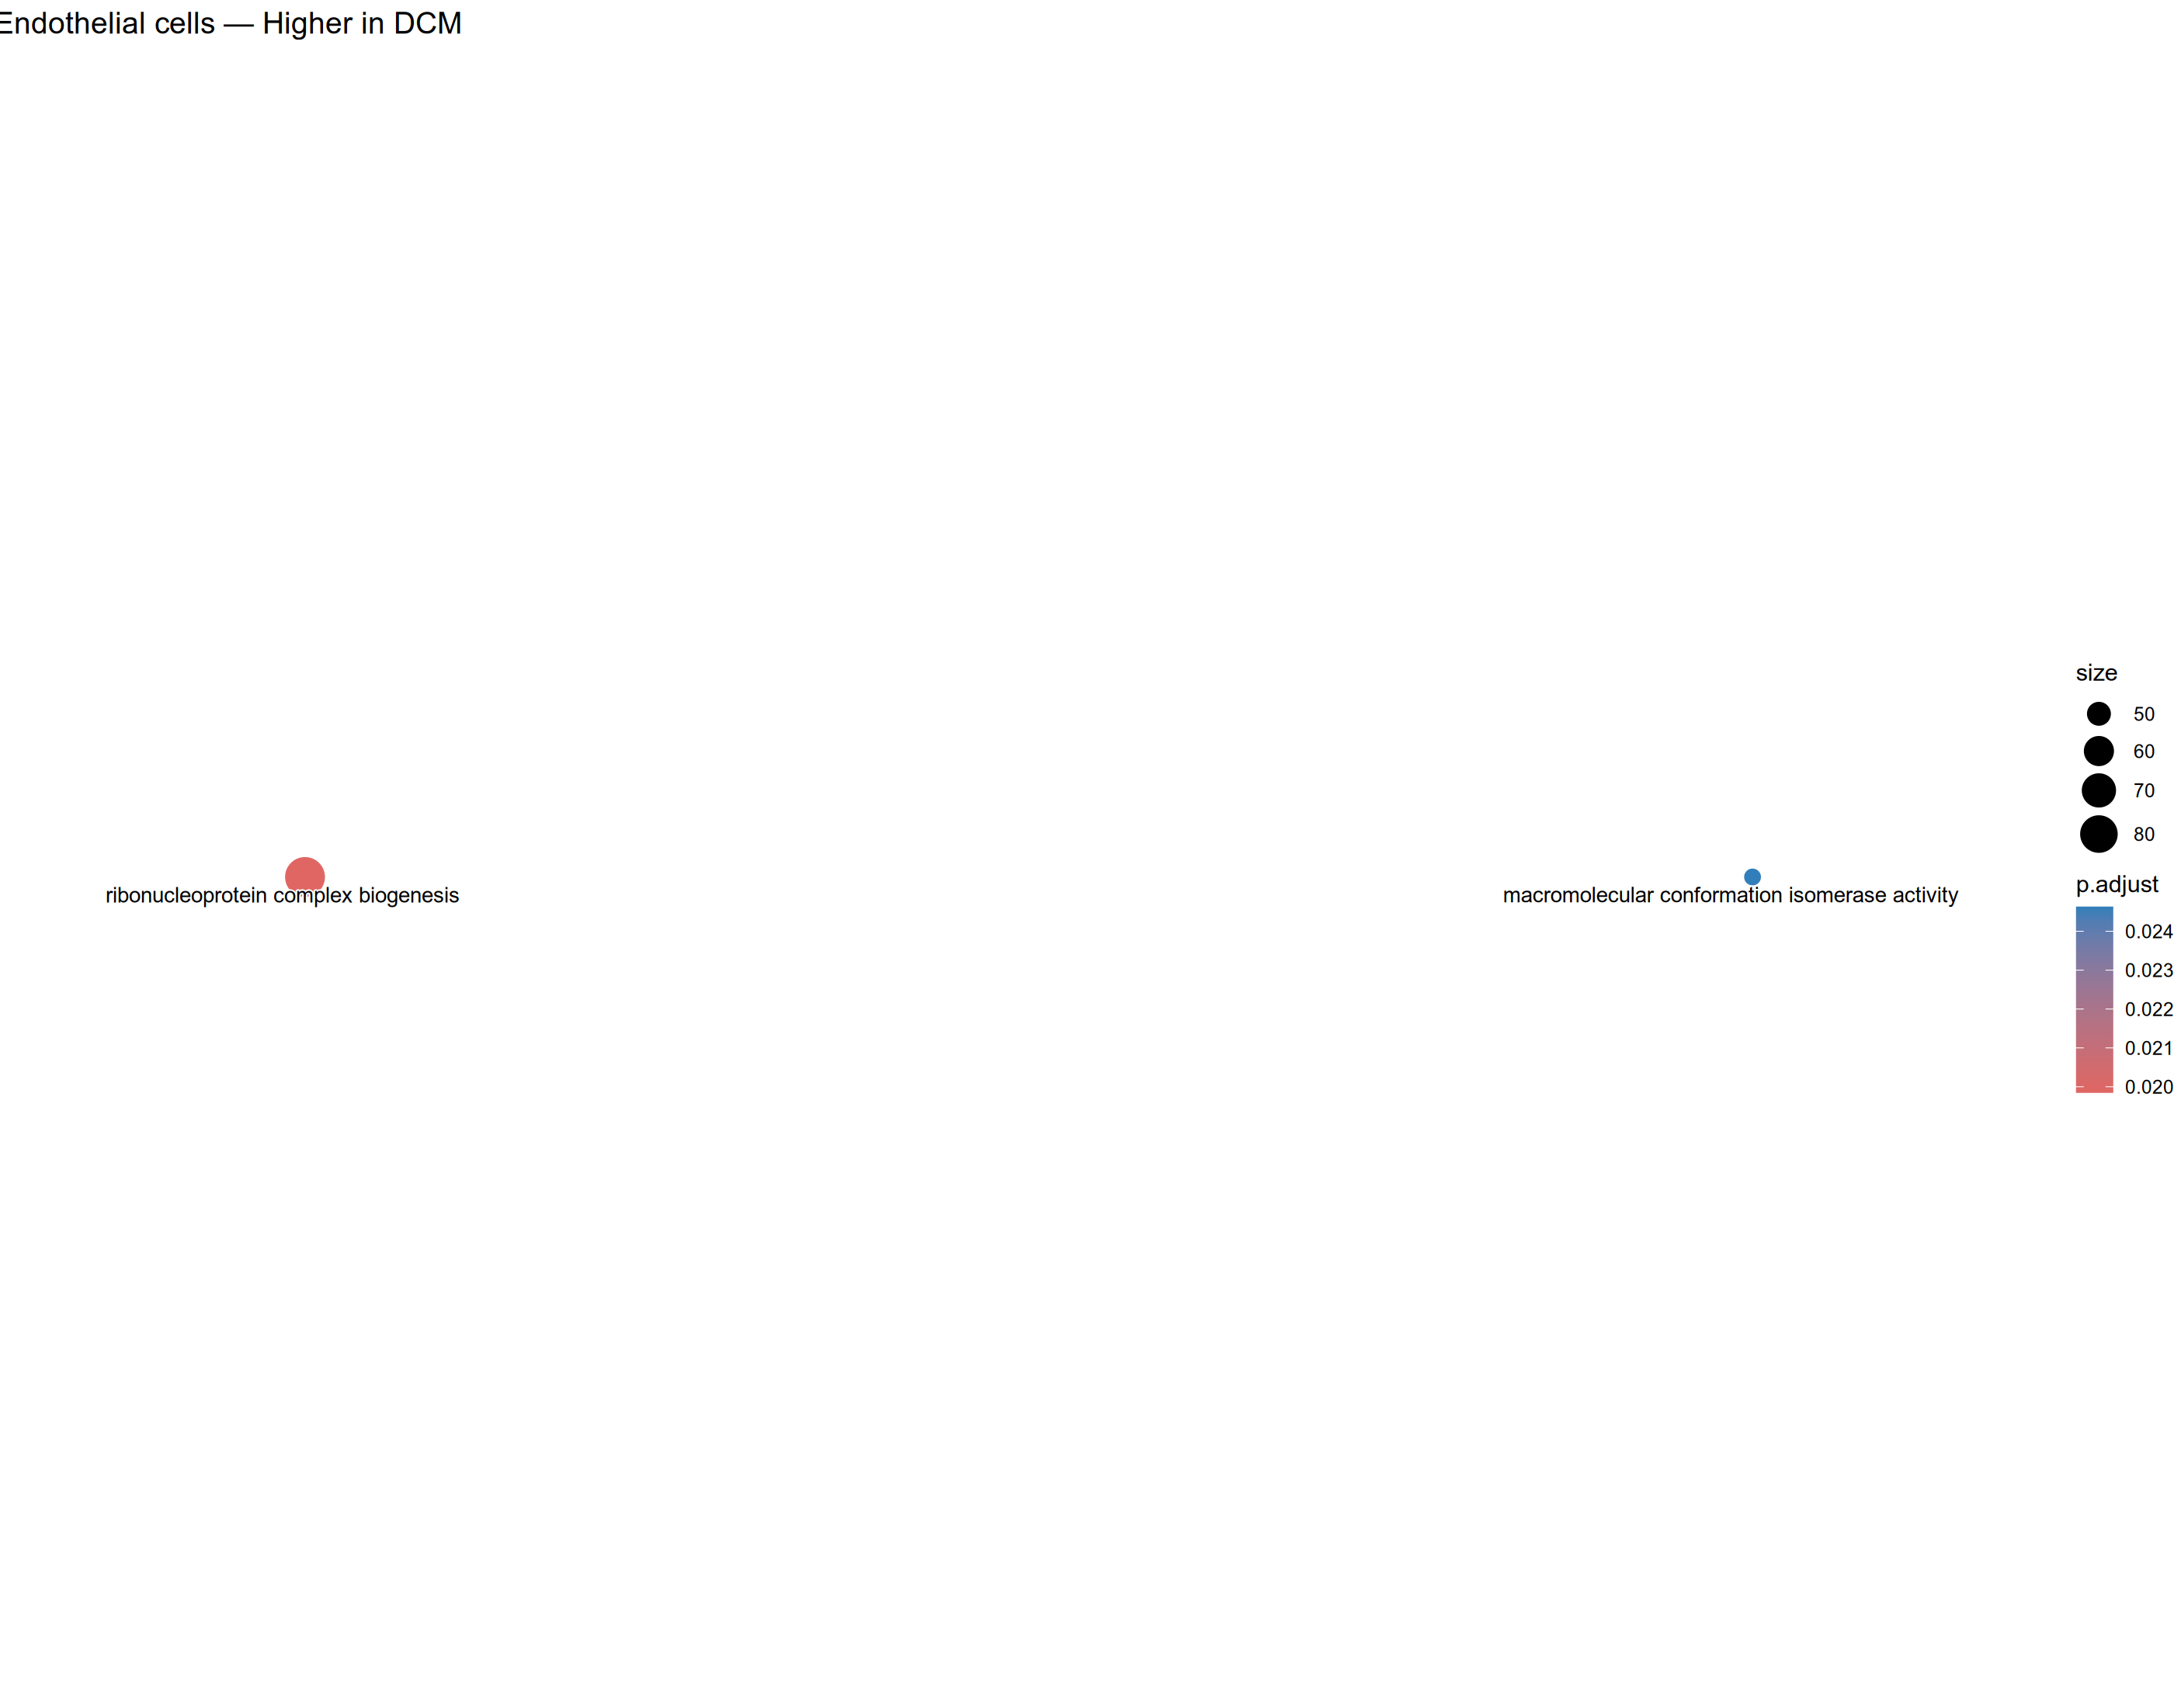 Endothelial cells — Higher in DCM
size
50
60
70
80
ribonucleoprotein complex biogenesis
macromolecular conformation isomerase activity
p.adjust
0.024
0.023
0.022
0.021
0.020